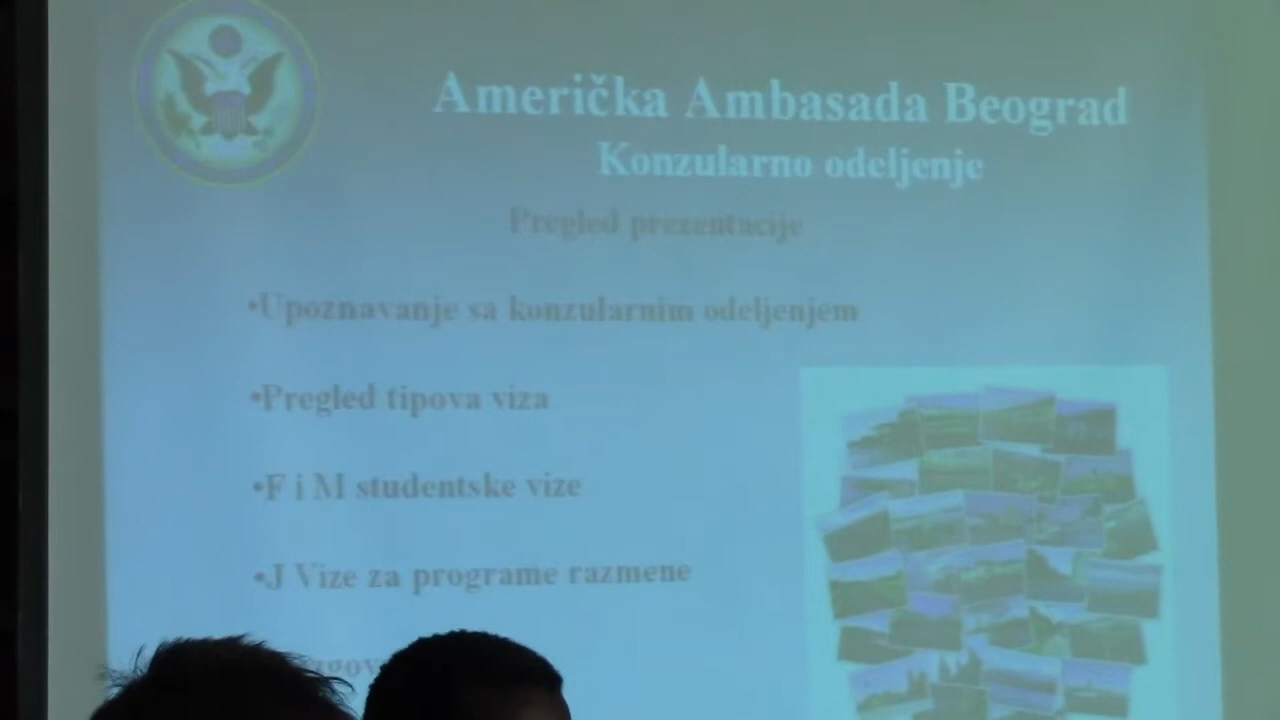 Američka Ambasada Beograd
Konzularno odeljenje
Pregled prezentacije
•Upoznavanje sa konzularnim odeljenjem
•Pregled tipova viza
•F i M studentske vize
•J Vize za programe razmene